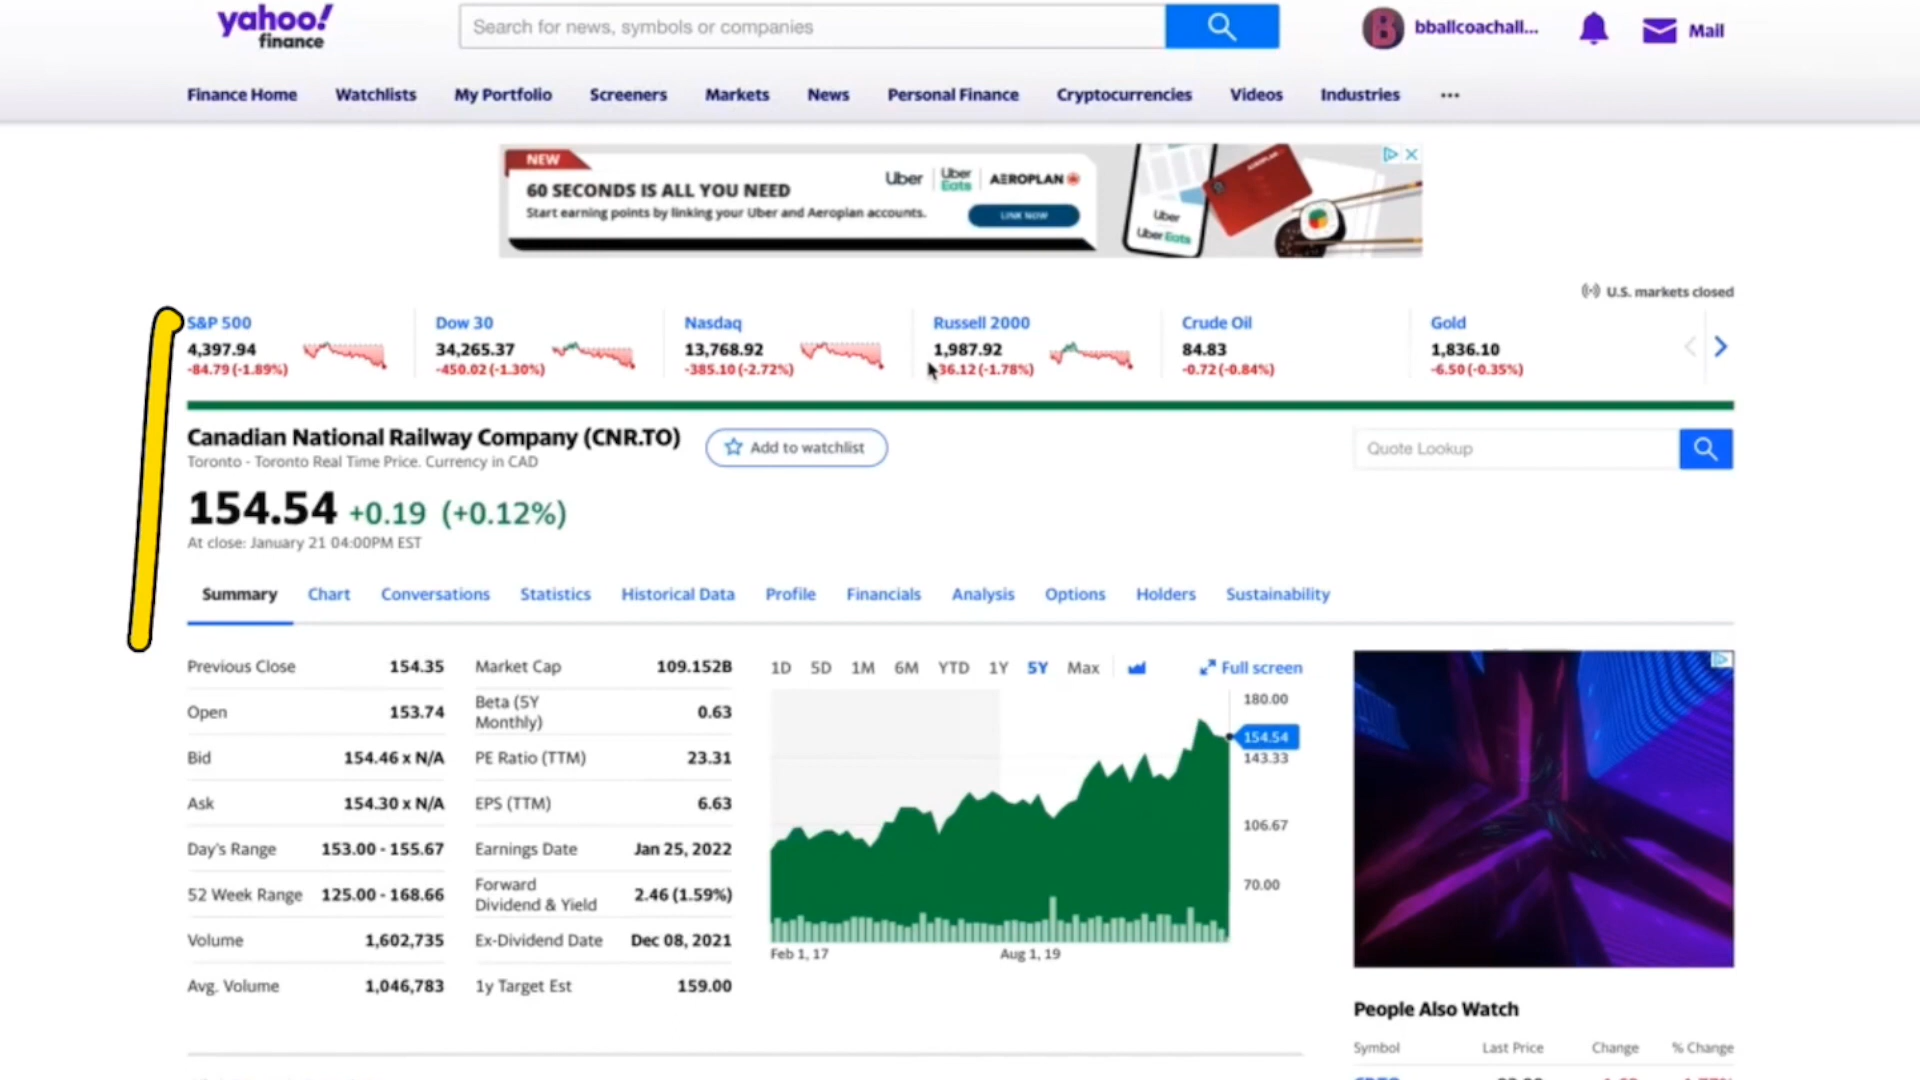 yahoo!
finance
Search for news, symbols or companies
B
bballcoachall...
Mail
Finance Home Watchlists My Portfolio Screeners Markets News Personal Finance Cryptocurrencies Videos Industries ...
NEW
60 SECONDS IS ALL YOU NEED
Start earning points by linking your Uber and Aeroplan accounts.
Uber Uber Eats AEROPLAN
LINK NOW
Uber
Uber Eats
U.S. markets closed
S&P 500 Dow 30 Nasdaq Russell 2000 Crude Oil Gold
4,397.94 34,265.37 13,768.92 1,987.92 84.83 1,836.10
-84.79 (-1.89%) -450.02 (-1.30%) -385.10 (-2.72%) 36.12 (-1.78%) -0.72 (-0.84%) -6.50 (-0.35%)
Canadian National Railway Company (CNR.TO) Add to watchlist Quote Lookup
Toronto - Toronto Real Time Price. Currency in CAD
154.54 +0.19 (+0.12%)
At close: January 21 04:00PM EST
Summary Chart Conversations Statistics Historical Data Profile Financials Analysis Options Holders Sustainability
Previous Close 154.35
Open 153.74
Bid 154.46 x N/A
Ask 154.30 x N/A
Day's Range 153.00 - 155.67
52 Week Range 125.00 - 168.66
Volume 1,602,735
Avg. Volume 1,046,783
Market Cap 109.152B
Beta (5Y
Monthly) 0.63
PE Ratio (TTM) 23.31
EPS (TTM) 6.63
Earnings Date Jan 25, 2022
Forward
Dividend & Yield 2.46 (1.59%)
Ex-Dividend Date Dec 08, 2021
1y Target Est 159.00
1D 5D 1M 6M YTD 1Y 5Y Max Full screen
180.00
154.54
143.33
106.67
70.00
Feb 1, 17 Aug 1, 19
People Also Watch
Symbol Last Price Change % Change